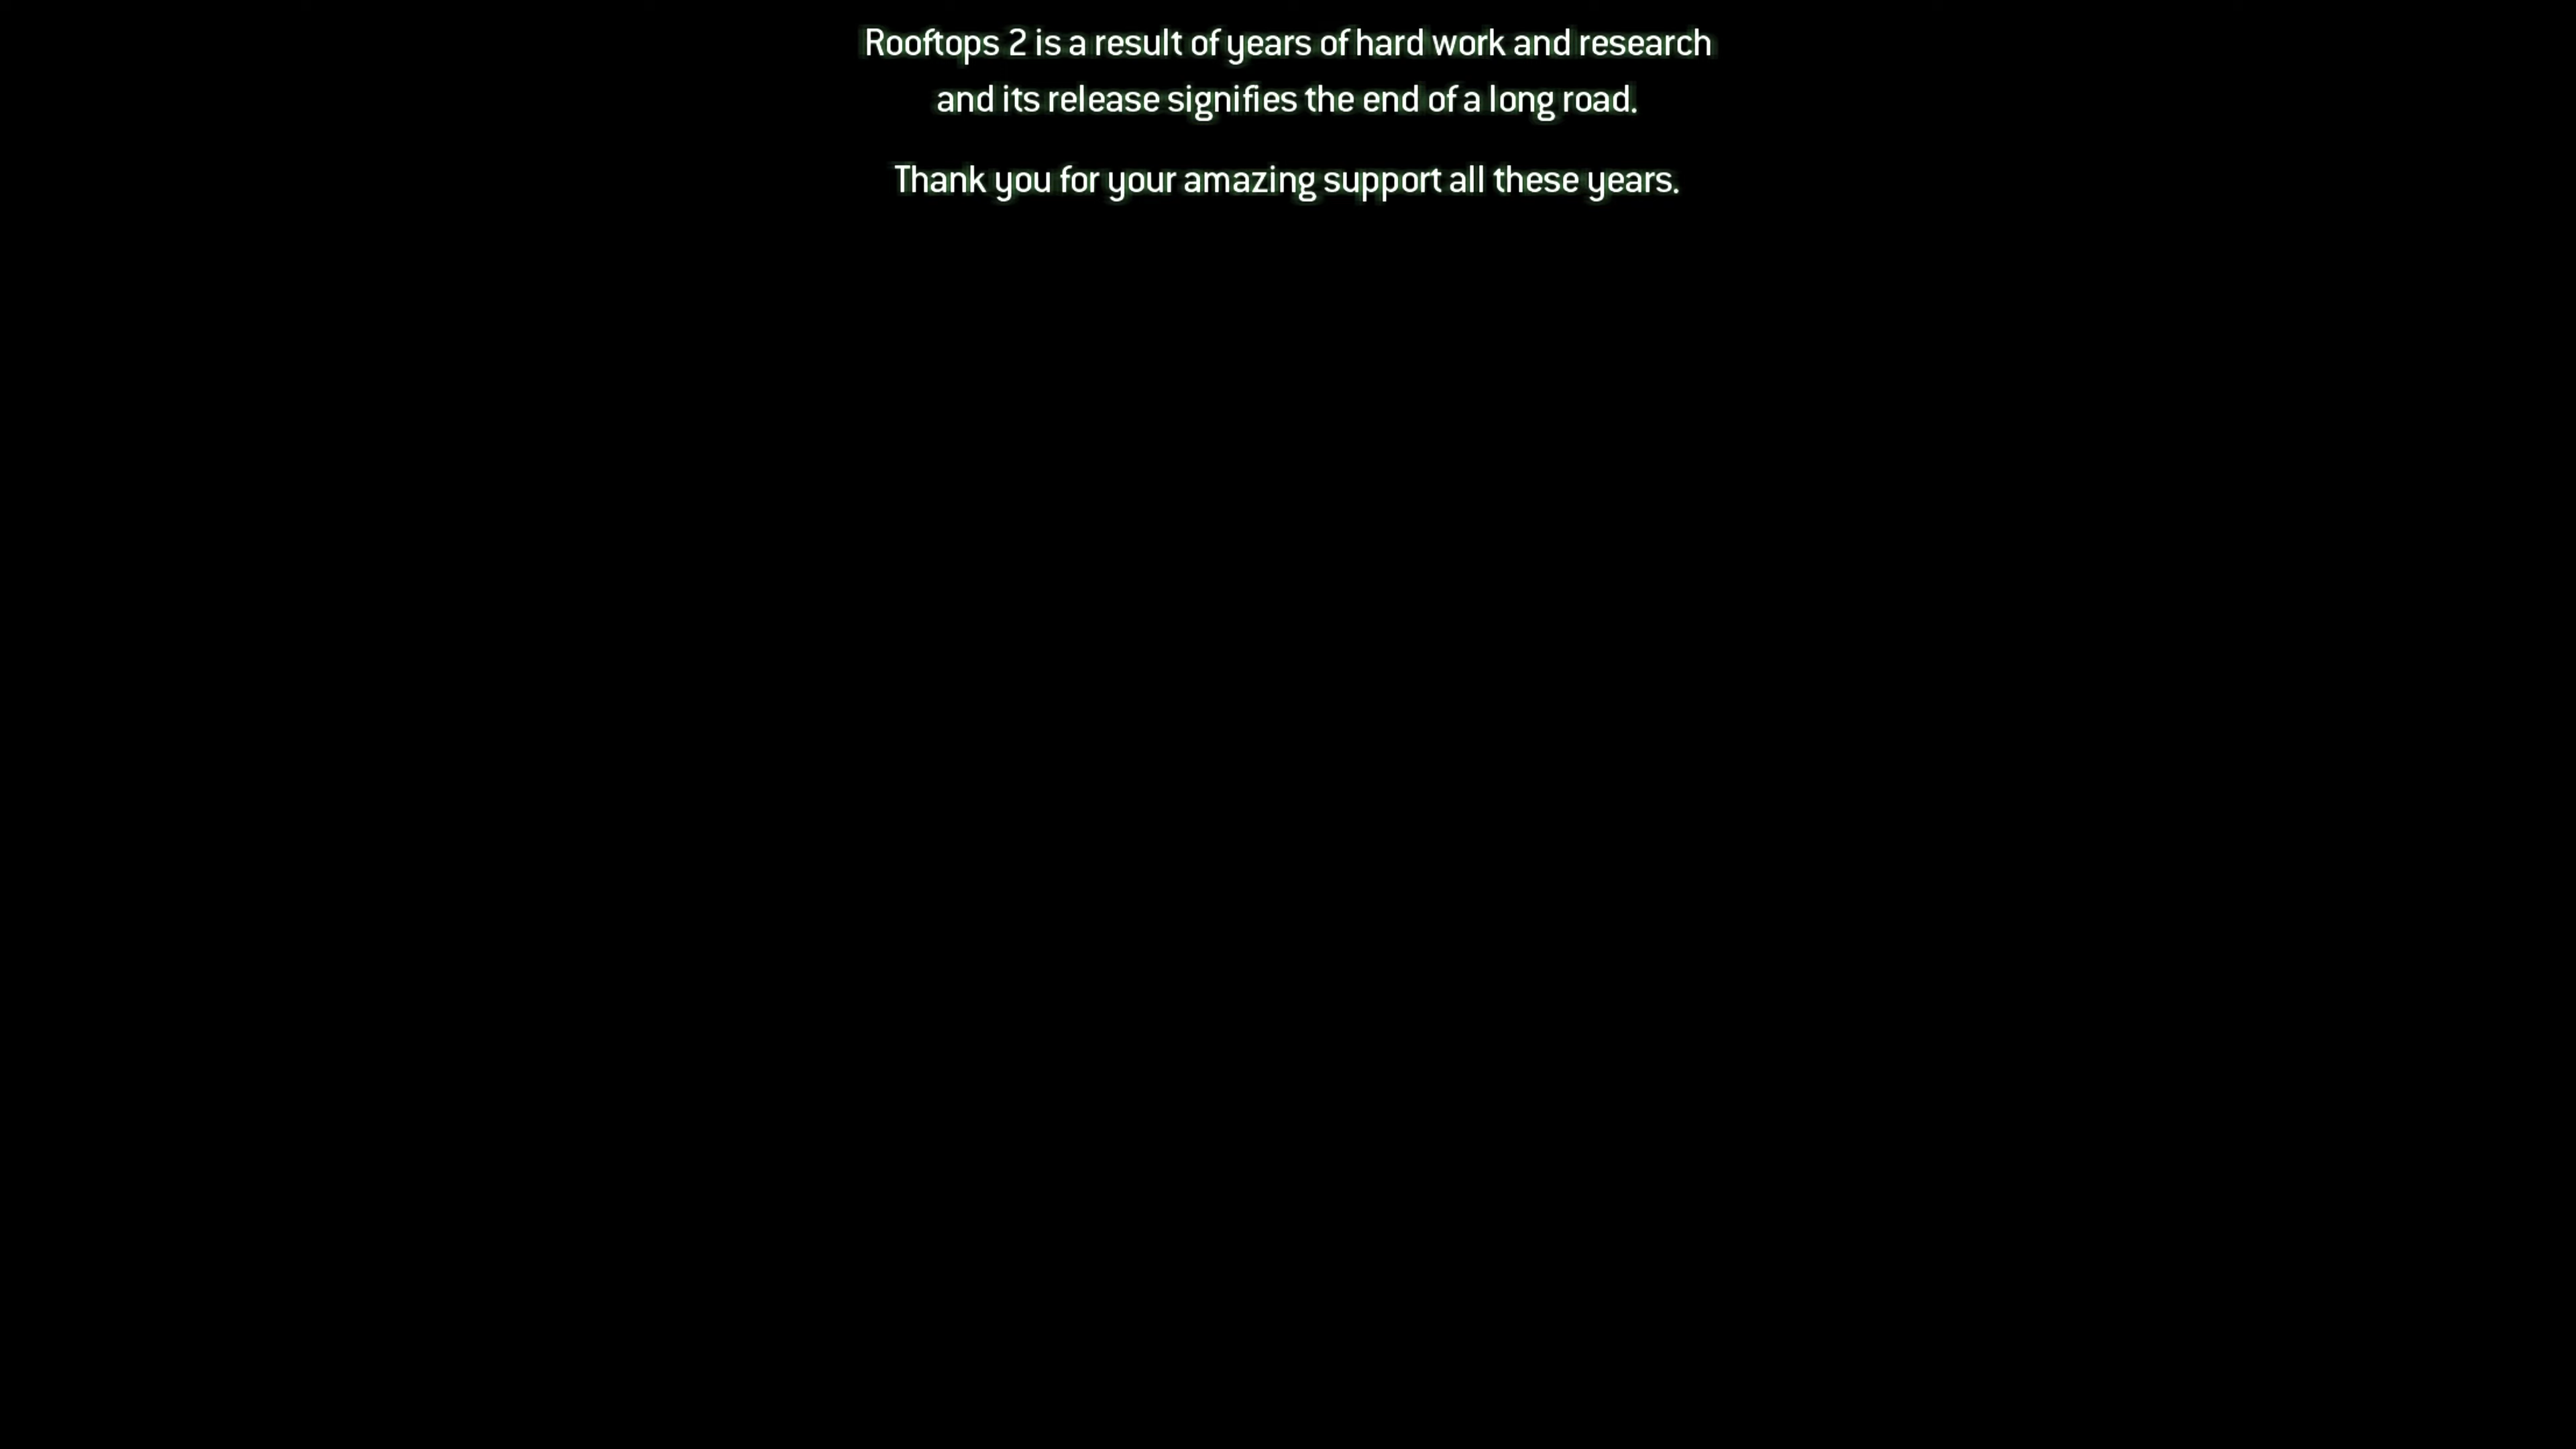 Rooftops 2 is a result of years of hard work and research
and its release signifies the end of a long road.
Thank you for your amazing support all these years.